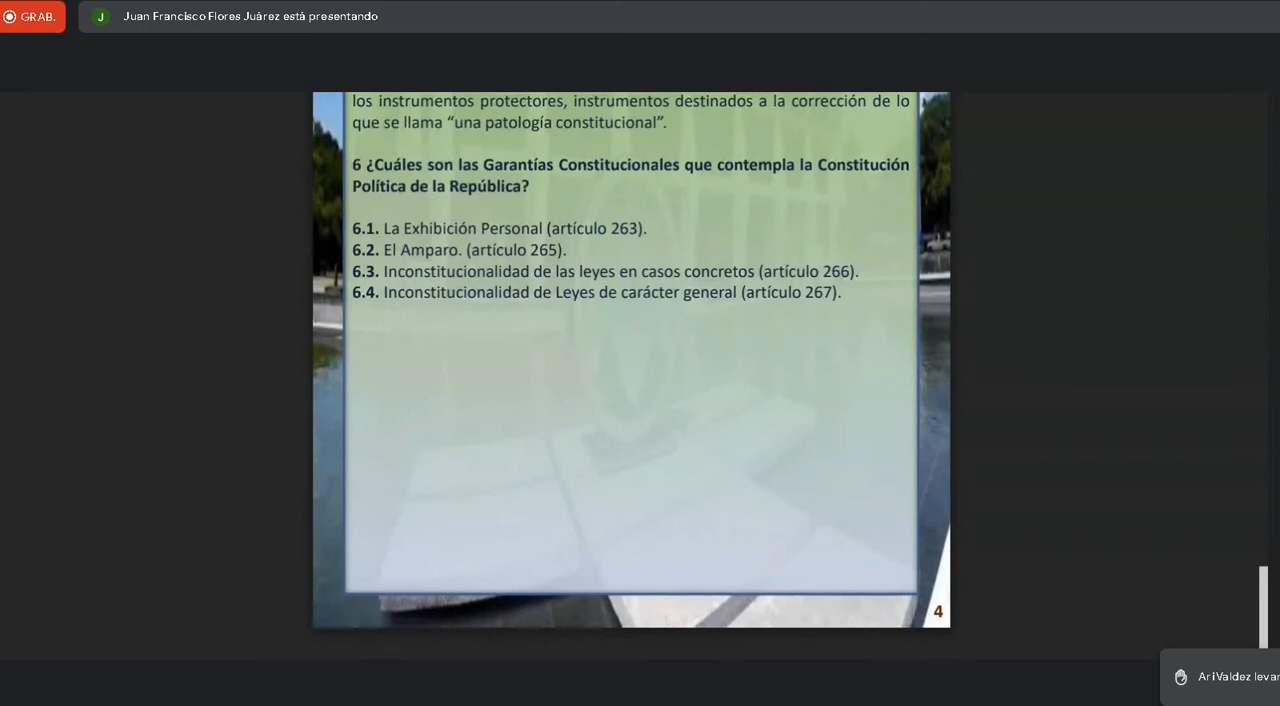 GRAB.
J
Juan Francisco Flores Juárez está presentando
los instrumentos protectores, instrumentos destinados a la corrección de lo
que se llama “una patología constitucional”.
6 ¿Cuáles son las Garantías Constitucionales que contempla la Constitución
Política de la República?
6.1. La Exhibición Personal (artículo 263).
6.2. El Amparo. (artículo 265).
6.3. Inconstitucionalidad de las leyes en casos concretos (artículo 266).
6.4. Inconstitucionalidad de Leyes de carácter general (artículo 267).
4
AriValdez levan